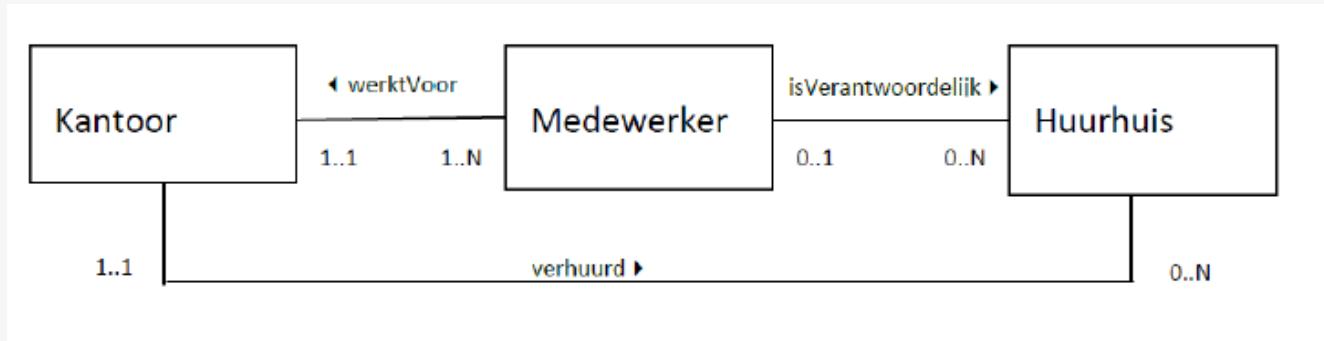 ◀ werktVoor
isVerantwoordelijk ▶
Kantoor
Medewerker
Huurhuis
1..1
1..N
0..1
0..N
1..1
verhuurd ▶
0..N